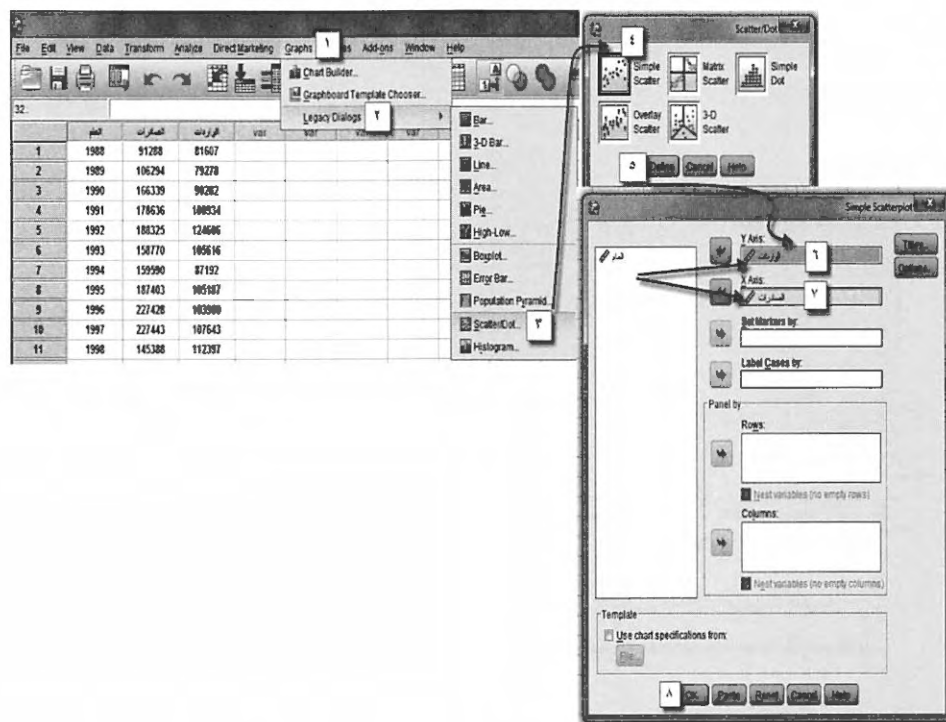 File Edit View Data Transform Analyze Direct Marketing Graphs ١ es Add-ons Window Help
Chart Builder...
Graphboard Template Chooser...
Legacy Dialogs ٢
32
العام الصادرات الواردات var var var var
1 1988 91288 81607
2 1989 106294 79278
3 1990 166339 90282
4 1991 178636 100934
5 1992 188325 124606
6 1993 158770 105616
7 1994 159590 87192
8 1995 187403 105187
9 1996 227428 103980
10 1997 227443 107643
11 1998 145388 112397
Bar...
3-D Bar...
Line...
Area...
Pie...
High-Low...
Boxplot...
Error Bar...
Population Pyramid...
٣ Scatter/Dot...
Histogram...
Scatter/Dot
٤
Simple Scatter
Matrix Scatter
Simple Dot
Overlay Scatter
3-D Scatter
٥ Define Cancel Help
Simple Scatterplot
العام
Y Axis:
الواردات ٦
Titles...
Options...
X Axis:
الصادرات ٧
Set Markers by:
Label Cases by:
Panel by
Rows:
Nest variables (no empty rows)
Columns:
Nest variables (no empty columns)
Template
Use chart specifications from:
File...
٨ OK Paste Reset Cancel Help